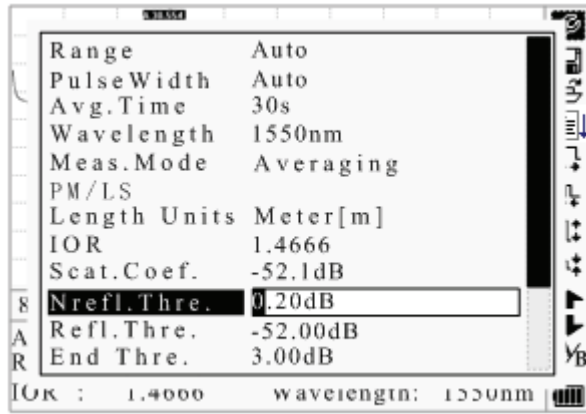 Range Auto
PulseWidth Auto
Avg.Time 30s
Wavelength 1550nm
Meas.Mode Averaging
PM/LS
Length Units Meter[m]
IOR 1.4666
Scat.Coef. -52.1dB
8 Nrefl.Thre. 0.20dB
A Refl.Thre. -52.00dB
R End Thre. 3.00dB
IOR : 1.4666 Wavelength: 1550nm